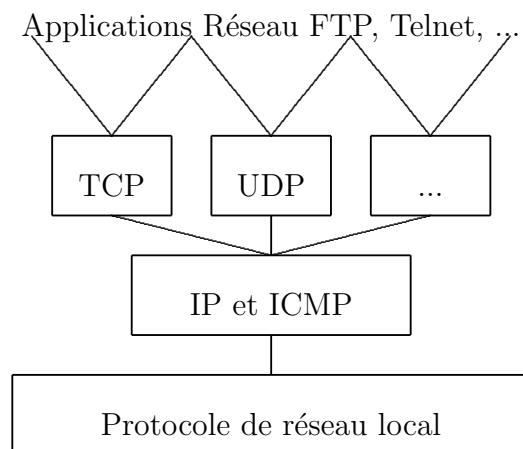 Applications Réseau FTP, Telnet, ...
TCP UDP ...
IP et ICMP
Protocole de réseau local